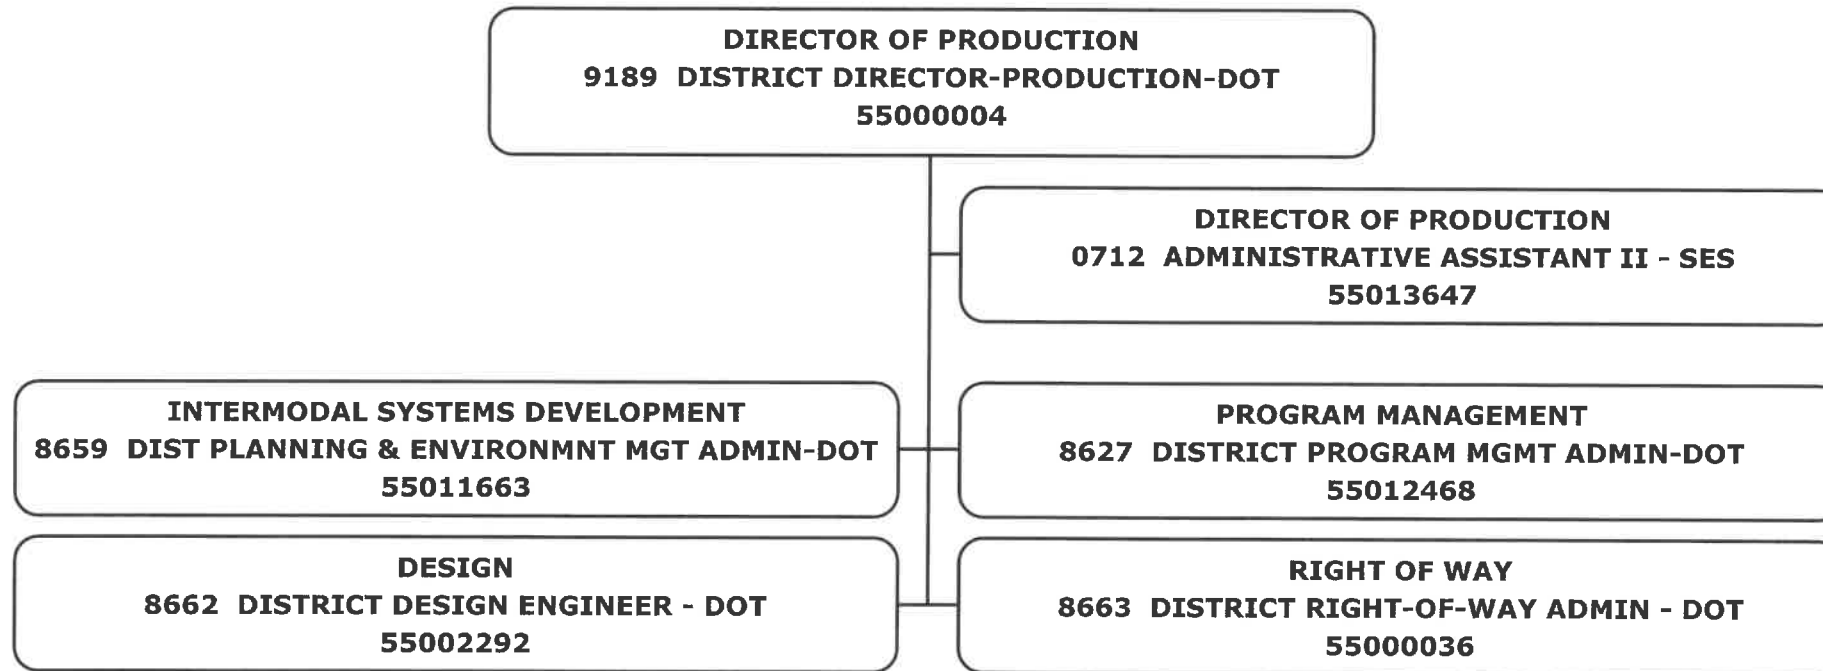 DIRECTOR OF PRODUCTION
9189 DISTRICT DIRECTOR-PRODUCTION-DOT
55000004
DIRECTOR OF PRODUCTION
0712 ADMINISTRATIVE ASSISTANT II - SES
55013647
INTERMODAL SYSTEMS DEVELOPMENT
8659 DIST PLANNING & ENVIRONMNT MGT ADMIN-DOT
55011663
PROGRAM MANAGEMENT
8627 DISTRICT PROGRAM MGMT ADMIN-DOT
55012468
DESIGN
8662 DISTRICT DESIGN ENGINEER - DOT
55002292
RIGHT OF WAY
8663 DISTRICT RIGHT-OF-WAY ADMIN - DOT
55000036